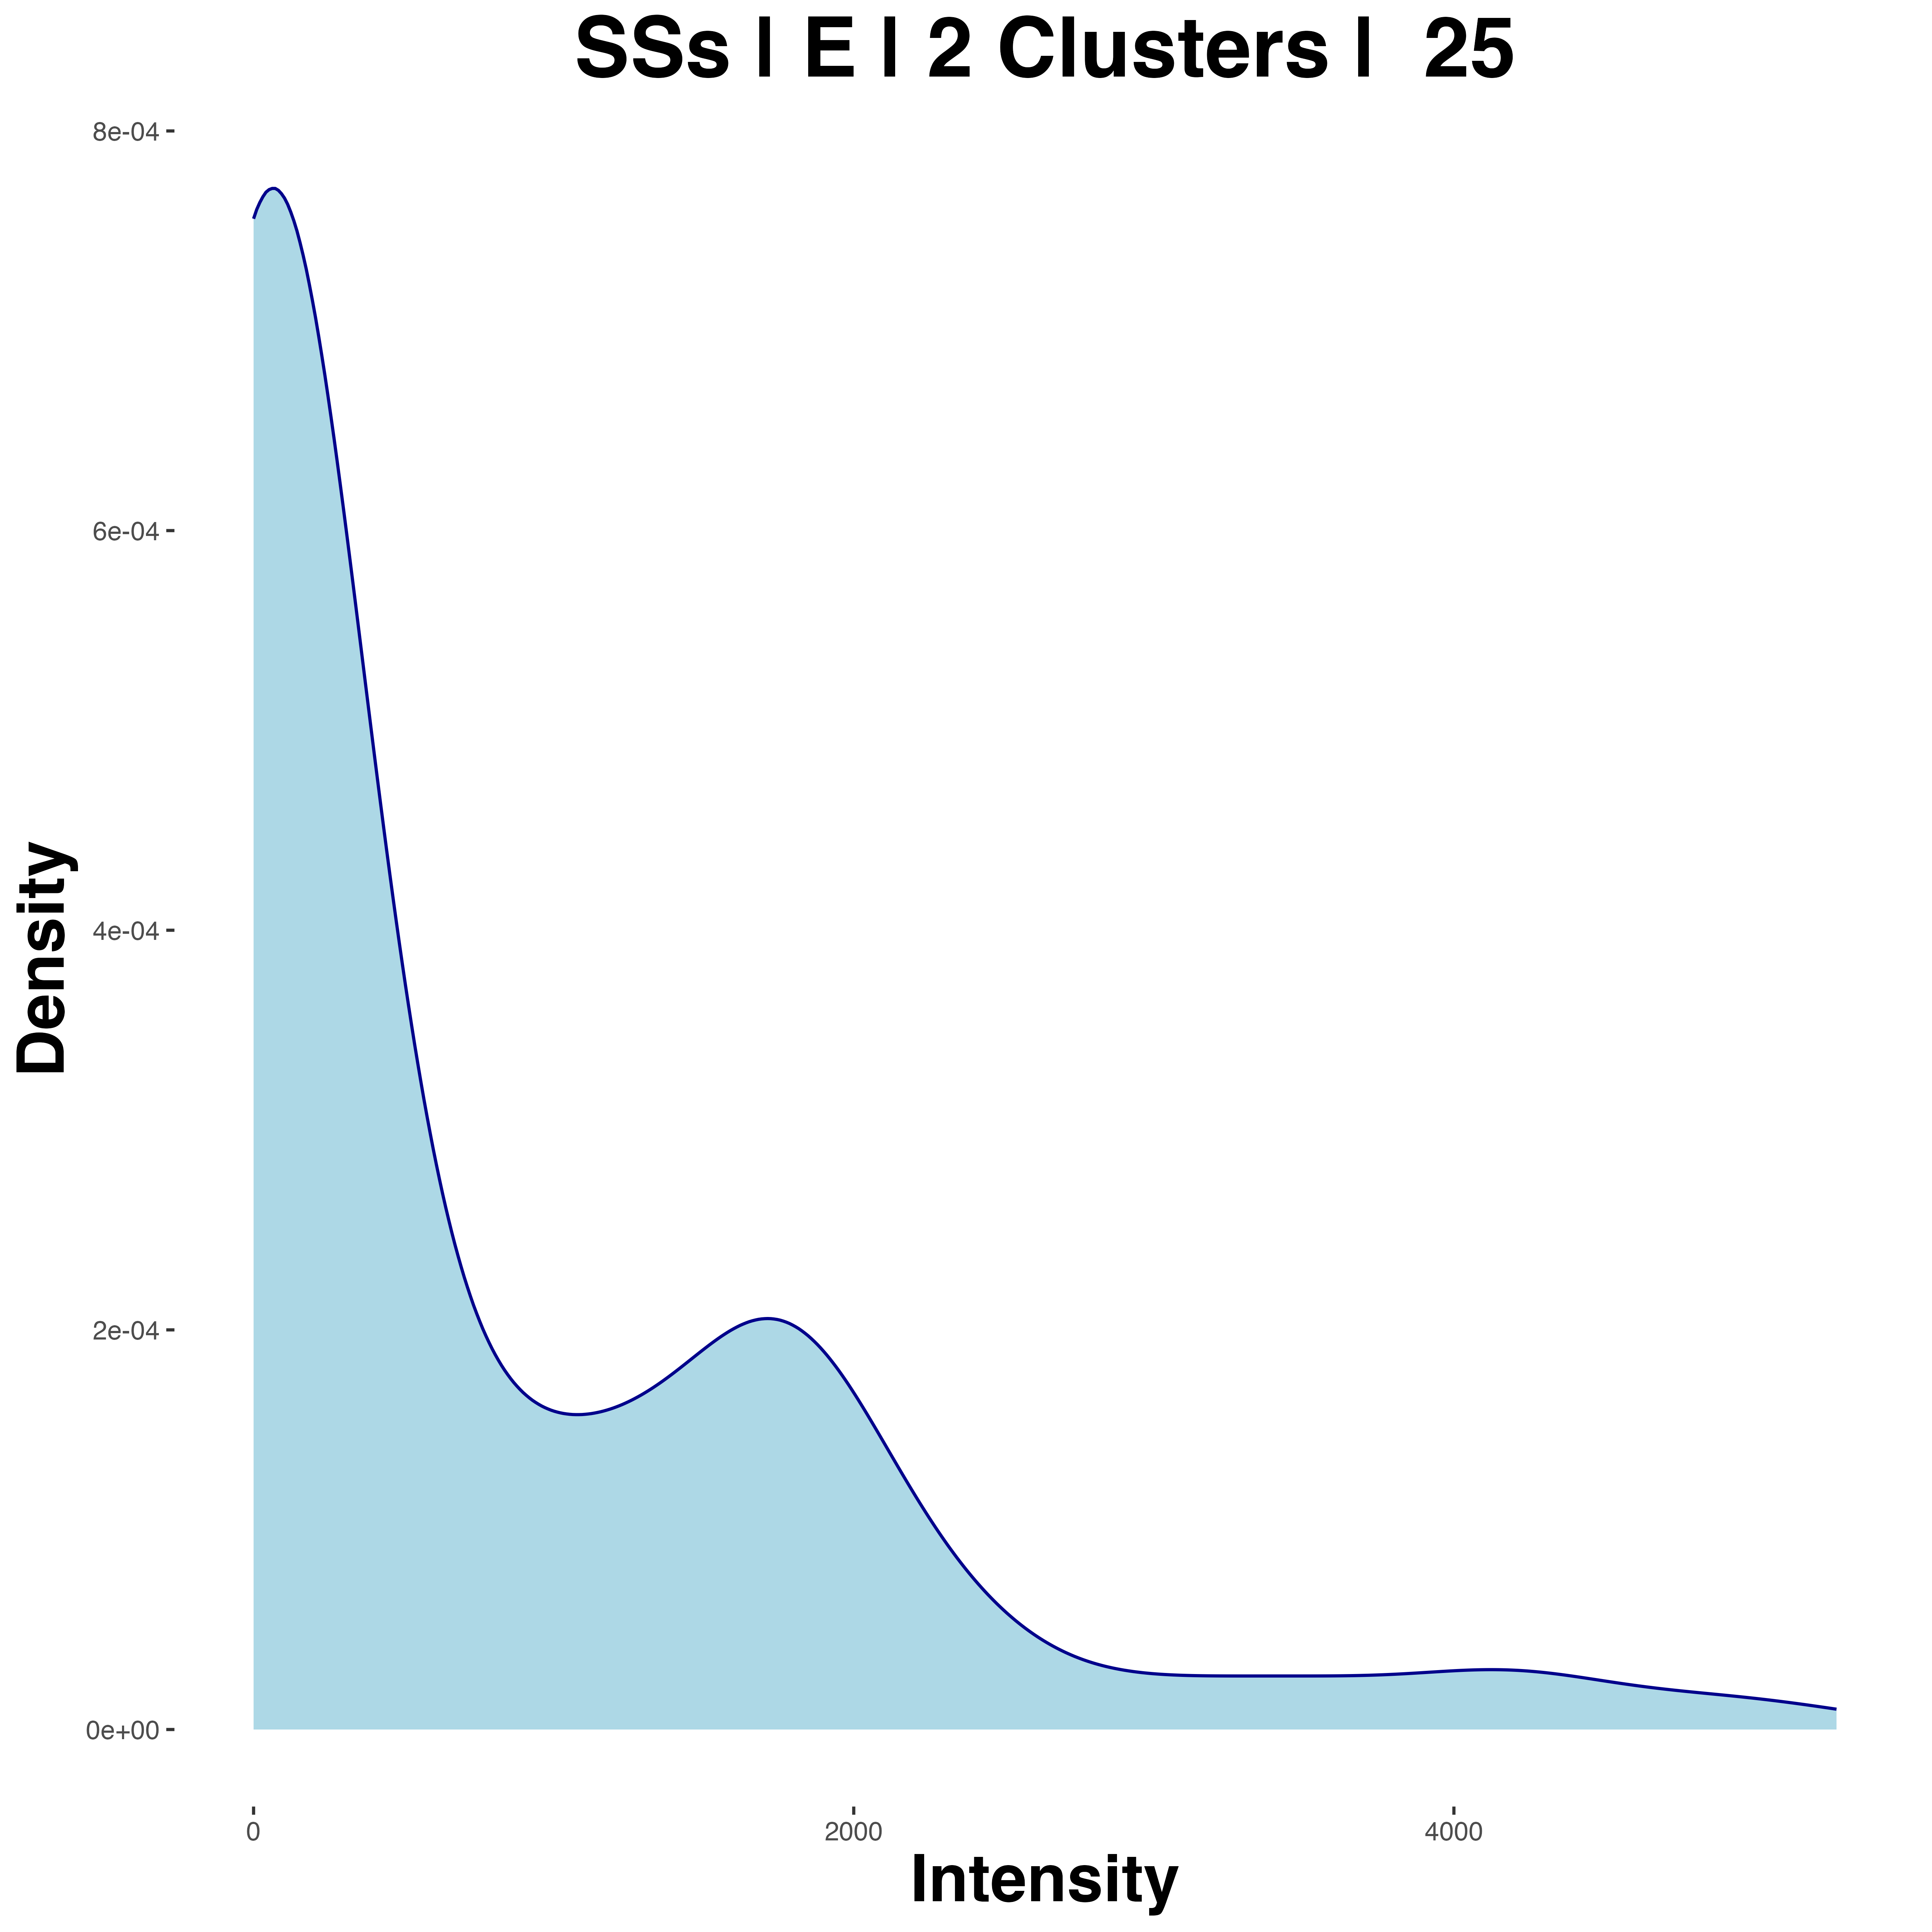 SSs | E | 2 Clusters | 25
8e-04
6e-04
4e-04
2e-04
0e+00
Density
0
2000
4000
Intensity